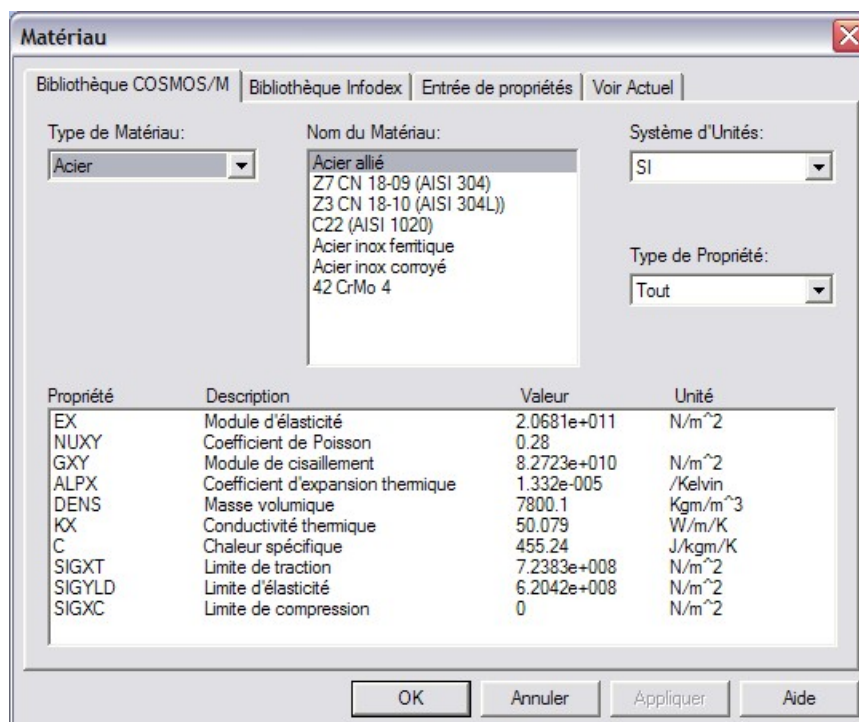 Matériau
Bibliothèque COSMOS/M Bibliothèque Infodex Entrée de propriétés Voir Actuel
Type de Matériau:
Acier
Nom du Matériau:
Acier allié
Z7 CN 18-09 (AISI 304)
Z3 CN 18-10 (AISI 304L))
C22 (AISI 1020)
Acier inox ferritique
Acier inox corroyé
42 CrMo 4
Système d'Unités:
SI
Type de Propriété:
Tout
Propriété Description Valeur Unité
EX Module d'élasticité 2.0681e+011 N/m^2
NUXY Coefficient de Poisson 0.28
GXY Module de cisaillement 8.2723e+010 N/m^2
ALPX Coefficient d'expansion thermique 1.332e-005 /Kelvin
DENS Masse volumique 7800.1 Kgm/m^3
KX Conductivité thermique 50.079 W/m/K
C Chaleur spécifique 455.24 J/kgm/K
SIGXT Limite de traction 7.2383e+008 N/m^2
SIGYLD Limite d'élasticité 6.2042e+008 N/m^2
SIGXC Limite de compression 0 N/m^2
OK Annuler Appliquer Aide